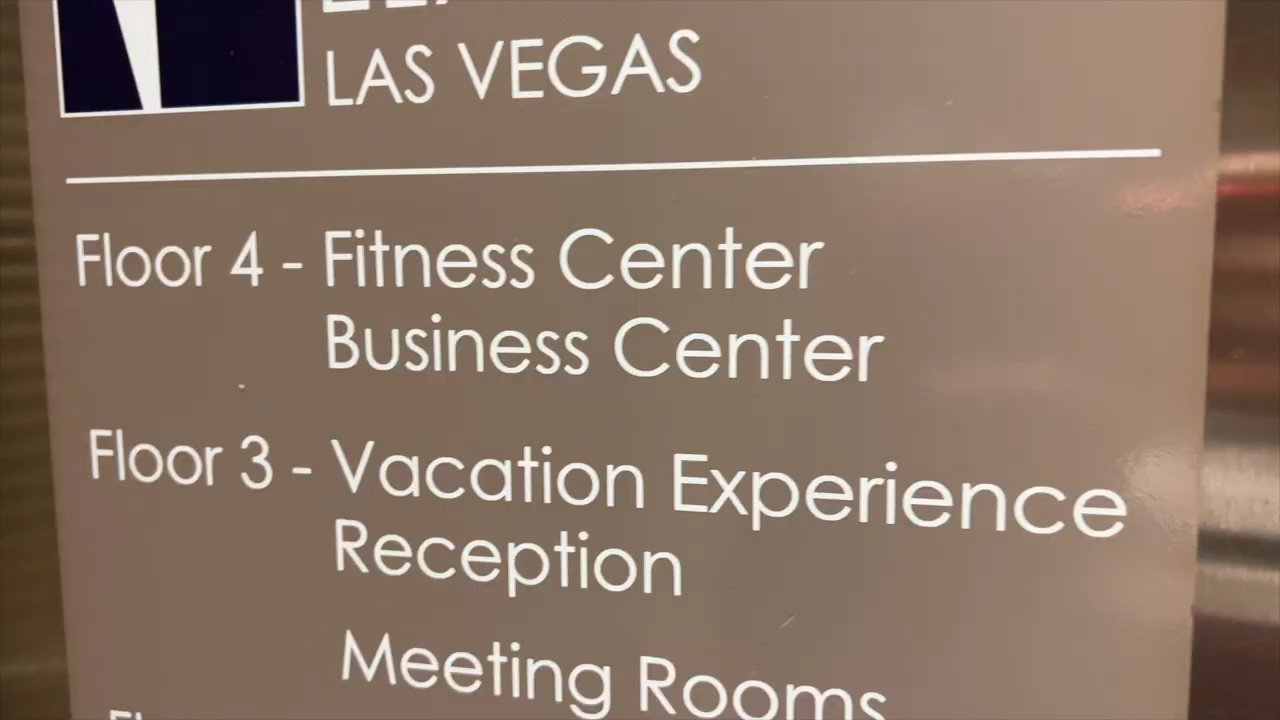 LAS VEGAS
Floor 4 - Fitness Center
Business Center
Floor 3 - Vacation Experience
Reception
Meeting Rooms